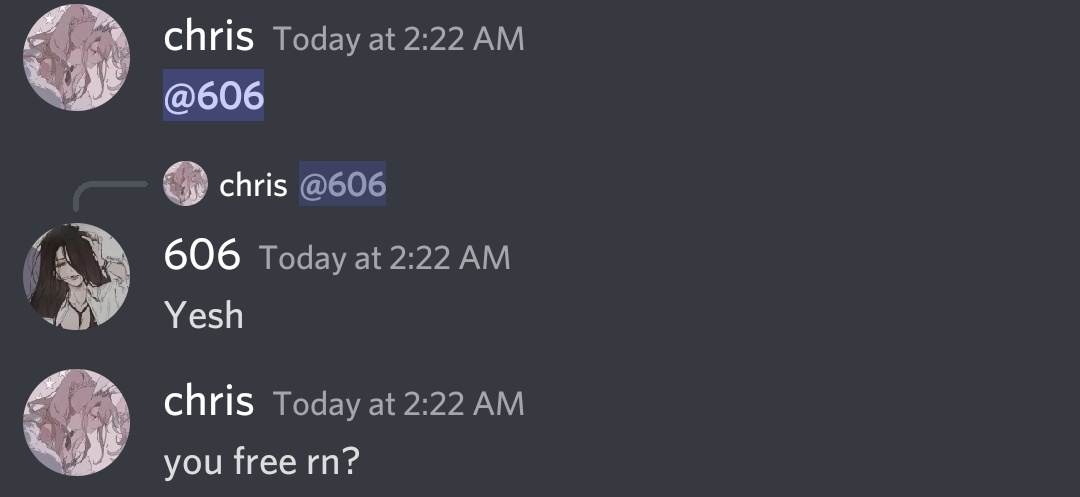 chris Today at 2:22 AM
@606
chris @606
606 Today at 2:22 AM
Yesh
chris Today at 2:22 AM
you free rn?